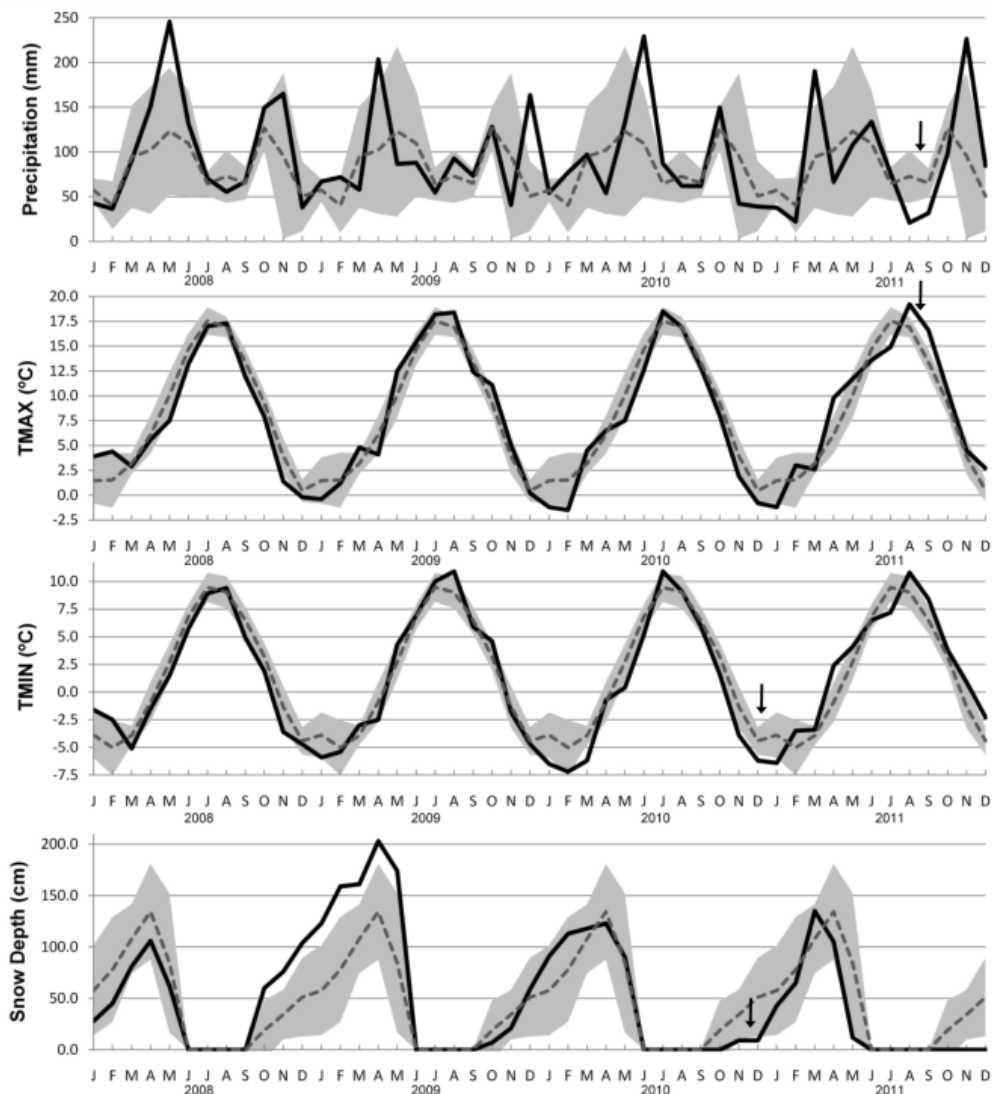 Precipitation (mm)
250
200
150
100
50
0
J F M A M J J A S O N D J F M A M J J A S O N D J F M A M J J A S O N D J F M A M J J A S O N D
2008 2009 2010 2011
TMAX (ºC)
20.0
17.5
15.0
12.5
10.0
7.5
5.0
2.5
0.0
-2.5
J F M A M J J A S O N D J F M A M J J A S O N D J F M A M J J A S O N D J F M A M J J A S O N D
2008 2009 2010 2011
TMIN (ºC)
10.0
7.5
5.0
2.5
0.0
-2.5
-5.0
-7.5
J F M A M J J A S O N D J F M A M J J A S O N D J F M A M J J A S O N D J F M A M J J A S O N D
2008 2009 2010 2011
Snow Depth (cm)
200.0
150.0
100.0
50.0
0.0
J F M A M J J A S O N D J F M A M J J A S O N D J F M A M J J A S O N D J F M A M J J A S O N D
2008 2009 2010 2011